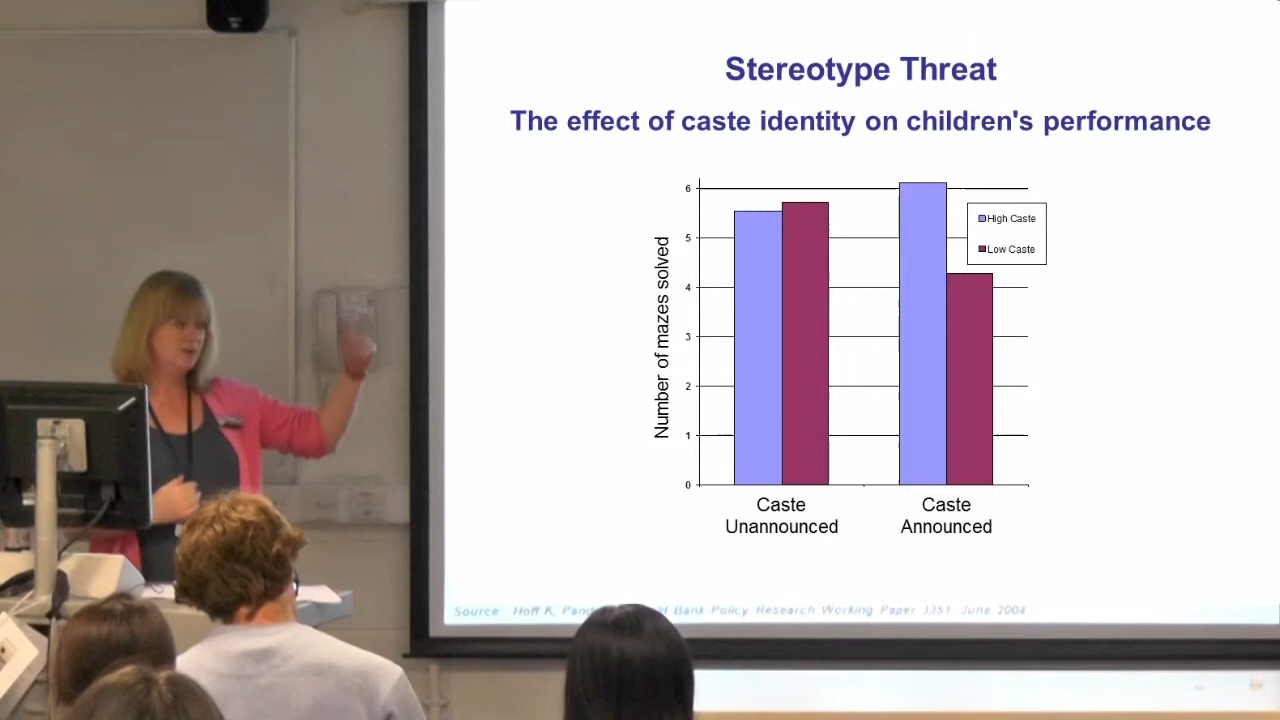 Stereotype Threat
The effect of caste identity on children's performance
Number of mazes solved
6
5
4
3
2
1
0
High Caste
Low Caste
Caste
Unannounced
Caste
Announced
Source Hoff K, Bank Policy Research Working Paper 3351, June 2004